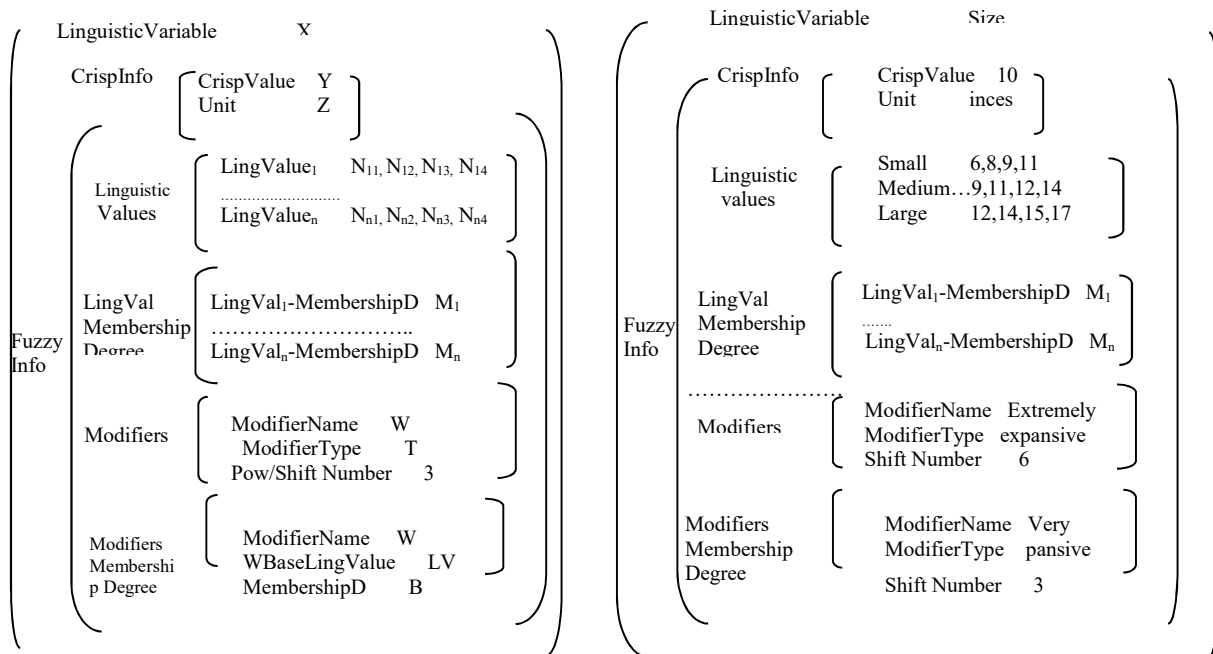 LinguisticVariable X
CrispInfo
CrispValue Y
Unit Z
Linguistic
Values
LingValue₁ N₁₁, N₁₂, N₁₃, N₁₄
............................
LingValueₙ Nₙ₁, Nₙ₂, Nₙ₃, Nₙ₄
LingVal
Membership
Degree
LingVal₁-MembershipD M₁
………………………..
LingValₙ-MembershipD Mₙ
Fuzzy
Info
Modifiers
ModifierName W
ModifierType T
Pow/Shift Number 3
Modifiers
Membershi
p Degree
ModifierName W
WBaseLingValue LV
MembershipD B
LinguisticVariable Size
CrispInfo
CrispValue 10
Unit inces
Linguistic
values
Small 6,8,9,11
Medium…9,11,12,14
Large 12,14,15,17
LingVal
Membership
Degree
LingVal₁-MembershipD M₁
.......
LingValₙ-MembershipD Mₙ
Fuzzy
Info
……………………
Modifiers
ModifierName Extremely
ModifierType expansive
Shift Number 6
Modifiers
Membership
Degree
ModifierName Very
ModifierType pansive
Shift Number 3